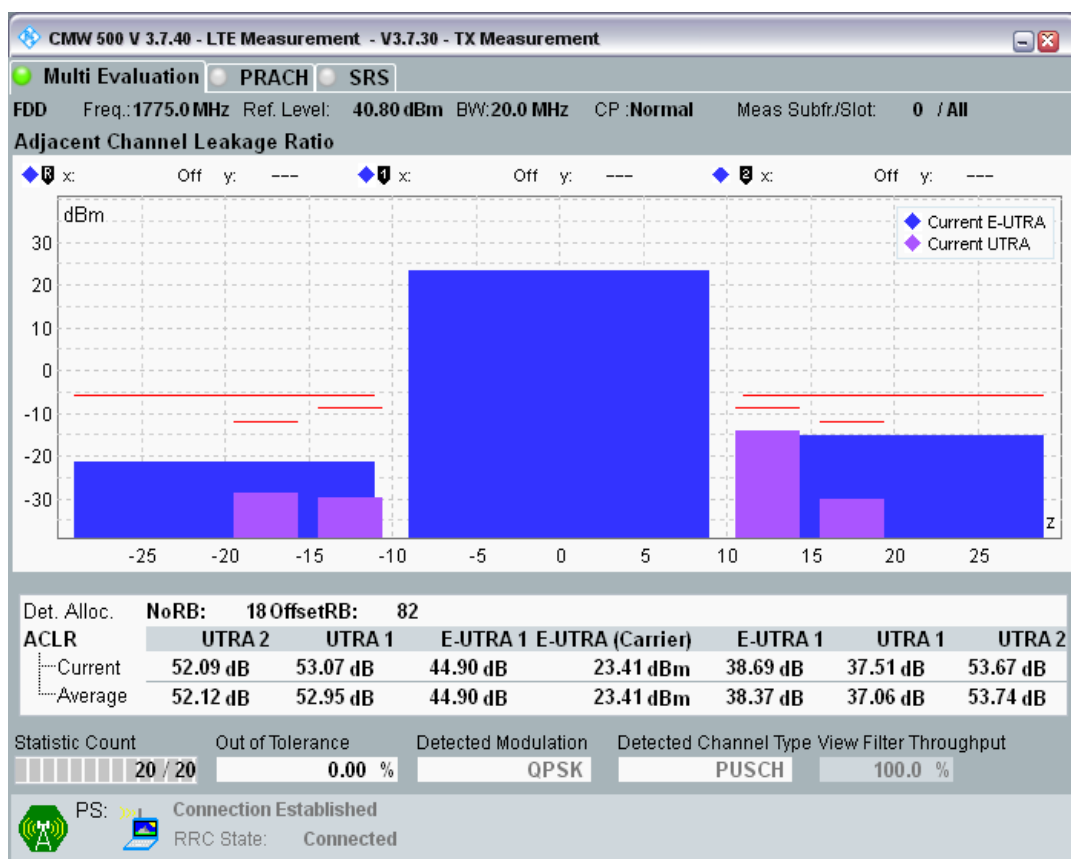 CMW 500 V 3.7.40 - LTE Measurement - V3.7.30 - TX Measurement
Multi Evaluation PRACH SRS
FDD Freq.: 1775.0 MHz Ref. Level: 40.80 dBm BW: 20.0 MHz CP : Normal Meas Subfr./Slot: 0 / All
Adjacent Channel Leakage Ratio
R x: Off y: --- 1 x: Off y: --- 2 x: Off y: ---
dBm
Current E-UTRA
Current UTRA
30
20
10
0
-10
-20
-30
z
-25 -20 -15 -10 -5 0 5 10 15 20 25
Det. Alloc. NoRB: 18 OffsetRB: 82
ACLR UTRA 2 UTRA 1 E-UTRA 1 E-UTRA (Carrier) E-UTRA 1 UTRA 1 UTRA 2
Current 52.09 dB 53.07 dB 44.90 dB 23.41 dBm 38.69 dB 37.51 dB 53.67 dB
Average 52.12 dB 52.95 dB 44.90 dB 23.41 dBm 38.37 dB 37.06 dB 53.74 dB
Statistic Count Out of Tolerance Detected Modulation Detected Channel Type View Filter Throughput
20 / 20 0.00 % QPSK PUSCH 100.0 %
PS: Connection Established
RRC State: Connected